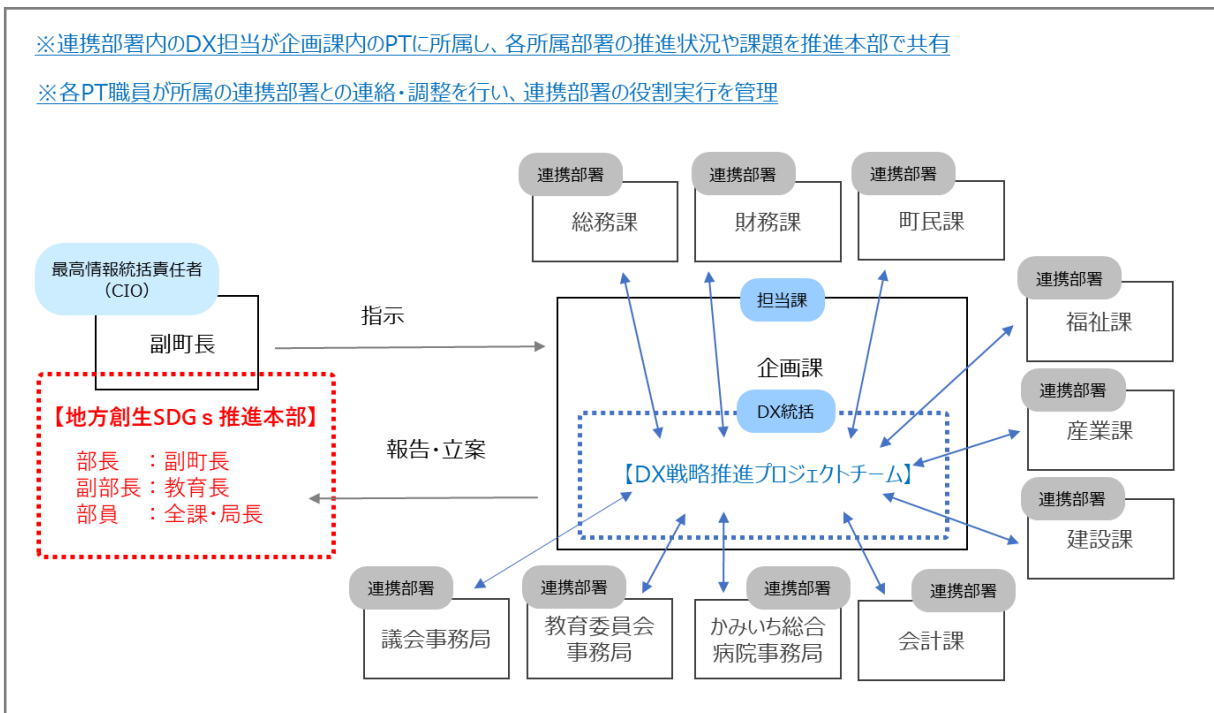 ※連携部署内のDX担当が企画課内のPTに所属し、各所属部署の推進状況や課題を推進本部で共有
※各PT職員が所属の連携部署との連絡・調整を行い、連携部署の役割実行を管理
連携部署
総務課
連携部署
財務課
連携部署
町民課
最高情報統括責任者
（CIO）
副町長
指示
担当課
企画課
DX統括
【DX戦略推進プロジェクトチーム】
連携部署
福祉課
連携部署
産業課
連携部署
建設課
【地方創生SDGｓ推進本部】
部長　：副町長
副部長：教育長
部員　：全課・局長
報告・立案
連携部署
議会事務局
連携部署
教育委員会
事務局
連携部署
かみいち総合
病院事務局
連携部署
会計課